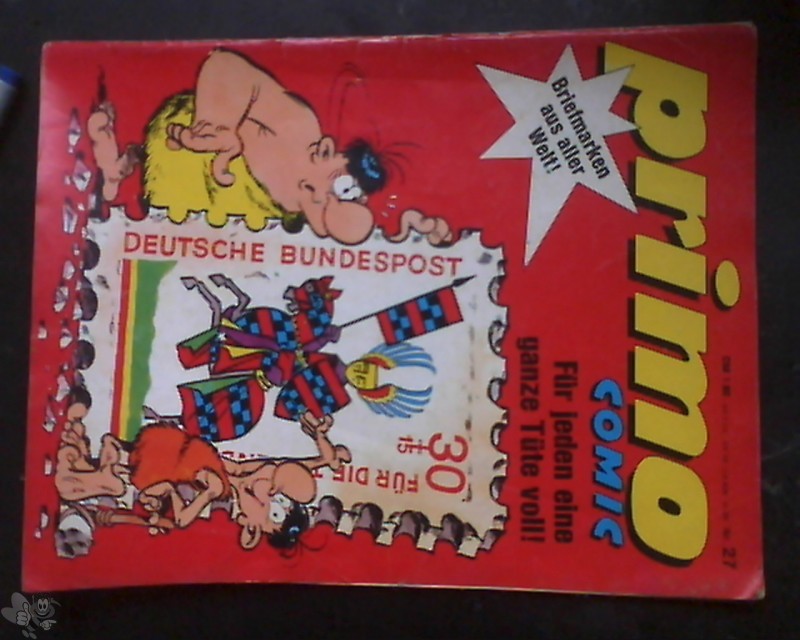 primo
COMIC
Nr. 27
Briefmarken
aus aller
Welt!
Für jeden eine
ganze Tüte voll!
DEUTSCHE BUNDESPOST
30
+15
FÜR DIE